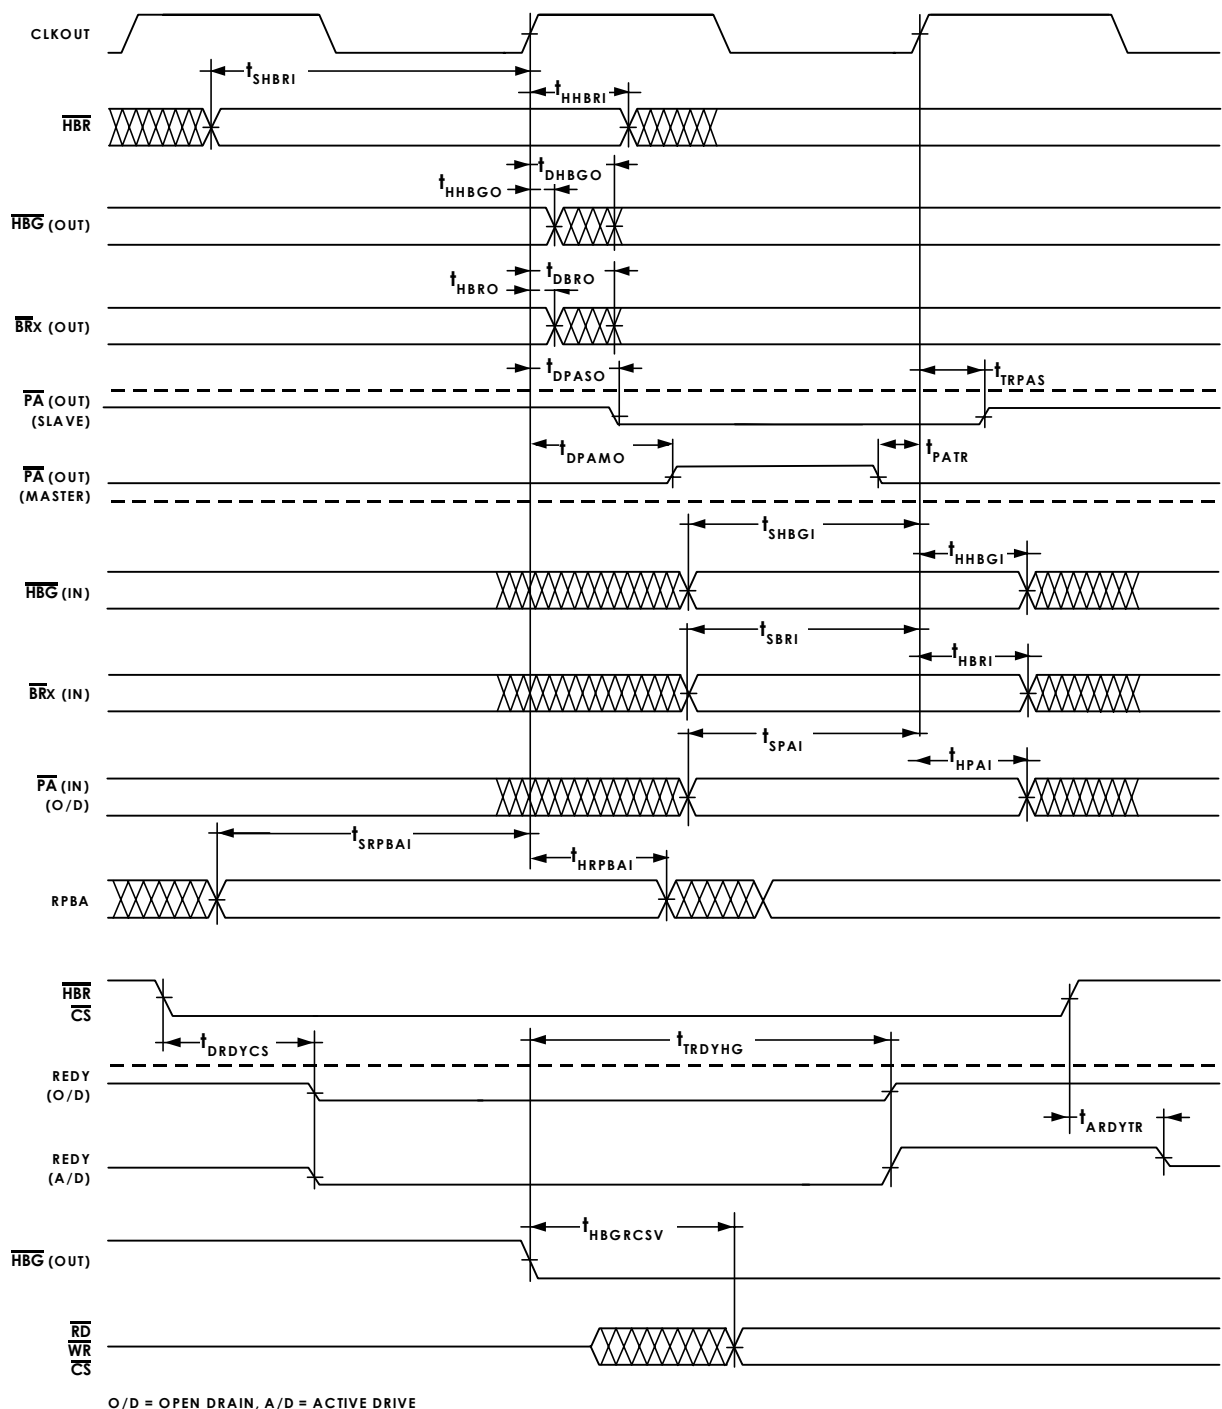 CLKOUT
tSHBRI
tHHBRI
HBR
tDHBGO
tHHBGO
HBG (OUT)
tDBRO
tHBRO
BRX (OUT)
tDPASO
tTRPAS
PA (OUT)
(SLAVE)
tDPAMO
tPATR
PA (OUT)
(MASTER)
tSHBGI
tHHBGI
HBG (IN)
tSBRI
tHBRI
BRX (IN)
tSPAI
tHPAI
PA (IN)
(O/D)
tSRPBAI
tHRPBAI
RPBA
HBR
CS
tDRDYCS
tTRDYHG
REDY
(O/D)
tARDYTR
REDY
(A/D)
tHBGRCSV
HBG (OUT)
RD
WR
CS
O/D = OPEN DRAIN, A/D = ACTIVE DRIVE